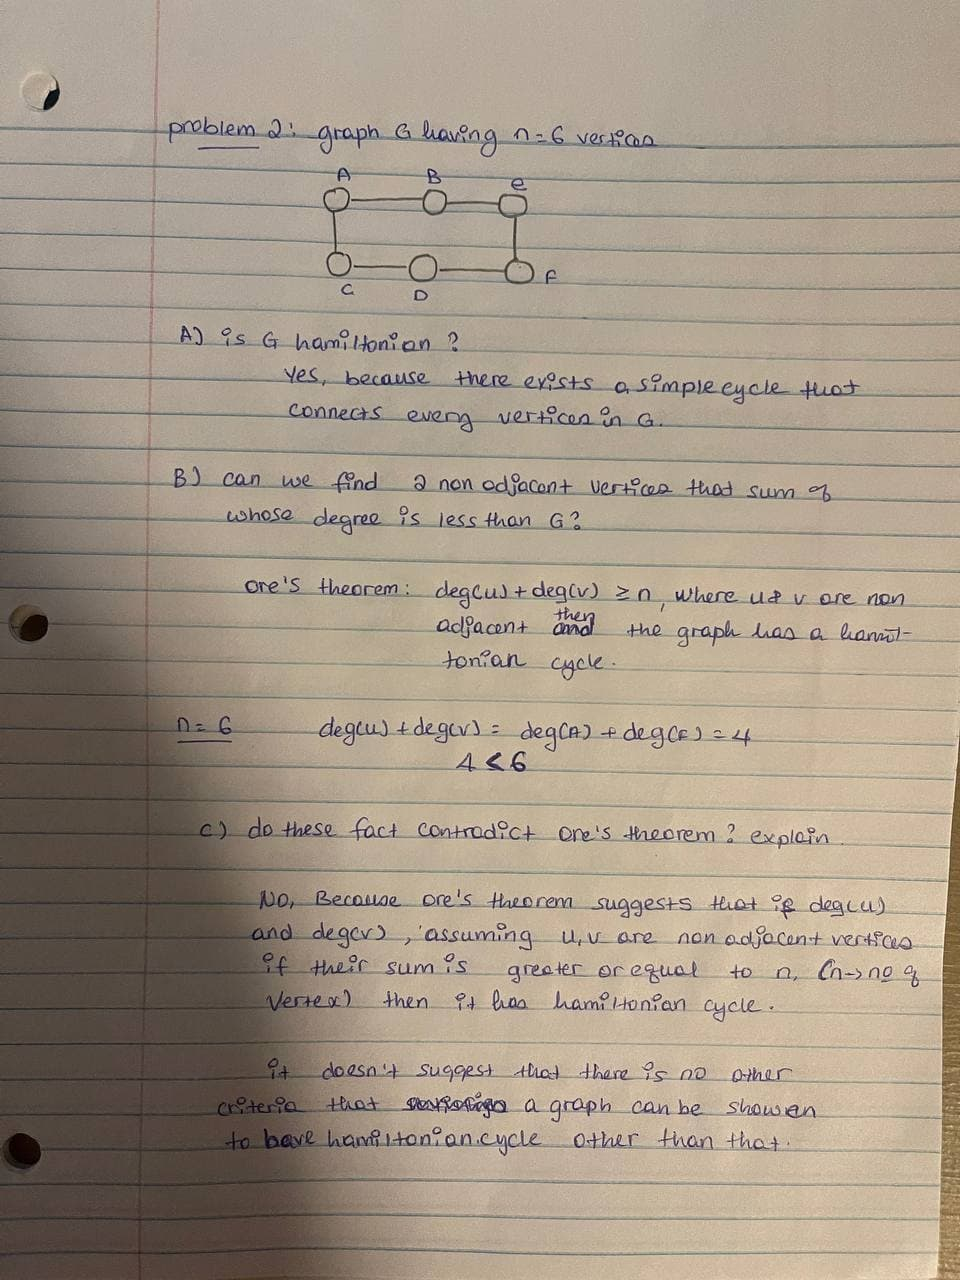 problem 2: graph G having n=6 vertices
A B e
C D F
A) is G hamiltonian ?
Yes, because there exists a simple cycle that
connects every vertices in G.
B) can we find 2 non adjacent vertices that sum of
whose degree is less than G?
ore's theorem: deg(u) + deg(v) ≥ n, where u & v are non
adjacent then the graph has a hamil-
tonian cycle.
n = 6 deg(u) + deg(v) = deg(A) + deg(F) = 4
4 < 6
c) do these fact contradict ore's theorem? explain.
No, Because ore's theorem suggests that if deg(u)
and deg(v), assuming u,v are non adjacent vertices
if their sum is greater or equal to n, (n→ no of
Vertex) then it has hamiltonian cycle.
it doesn't suggest that there is no other
criteria that a graph can be showen
to have hamiltonian cycle other than that.